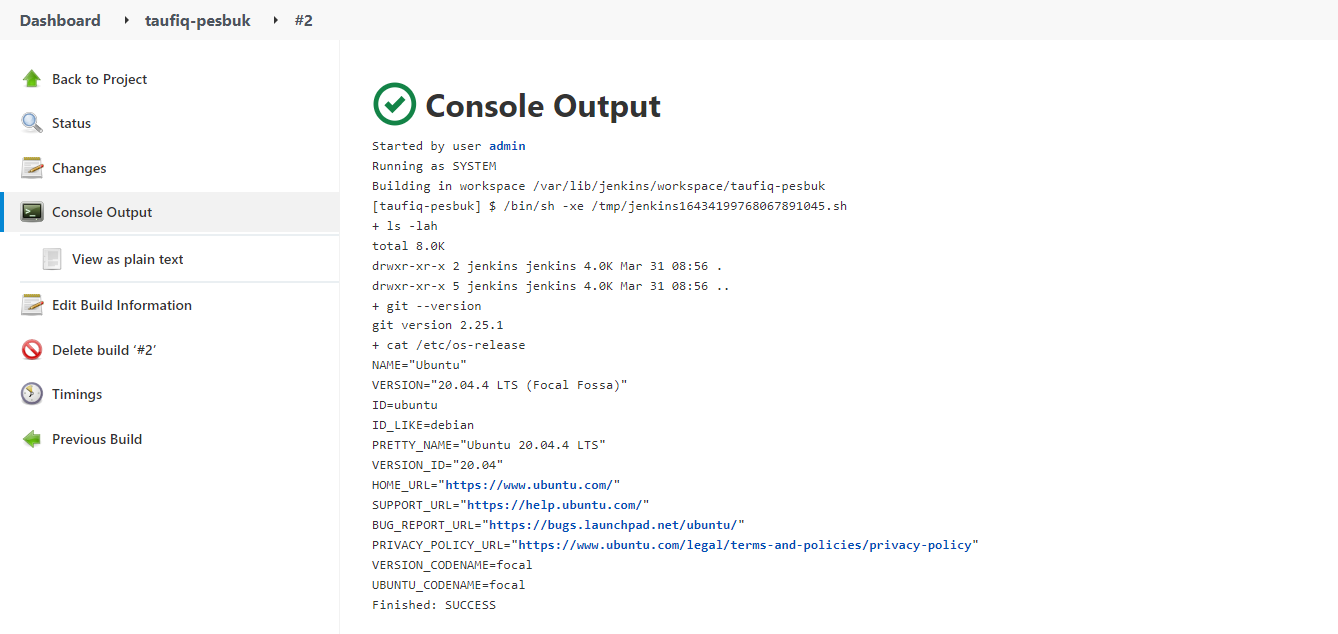 Dashboard taufiq-pesbuk #2
Back to Project
Status
Changes
Console Output
View as plain text
Edit Build Information
Delete build ‘#2’
Timings
Previous Build
Console Output
Started by user admin
Running as SYSTEM
Building in workspace /var/lib/jenkins/workspace/taufiq-pesbuk
[taufiq-pesbuk] $ /bin/sh -xe /tmp/jenkins16434199768067891045.sh
+ ls -lah
total 8.0K
drwxr-xr-x 2 jenkins jenkins 4.0K Mar 31 08:56 .
drwxr-xr-x 5 jenkins jenkins 4.0K Mar 31 08:56 ..
+ git --version
git version 2.25.1
+ cat /etc/os-release
NAME="Ubuntu"
VERSION="20.04.4 LTS (Focal Fossa)"
ID=ubuntu
ID_LIKE=debian
PRETTY_NAME="Ubuntu 20.04.4 LTS"
VERSION_ID="20.04"
HOME_URL="https://www.ubuntu.com/"
SUPPORT_URL="https://help.ubuntu.com/"
BUG_REPORT_URL="https://bugs.launchpad.net/ubuntu/"
PRIVACY_POLICY_URL="https://www.ubuntu.com/legal/terms-and-policies/privacy-policy"
VERSION_CODENAME=focal
UBUNTU_CODENAME=focal
Finished: SUCCESS